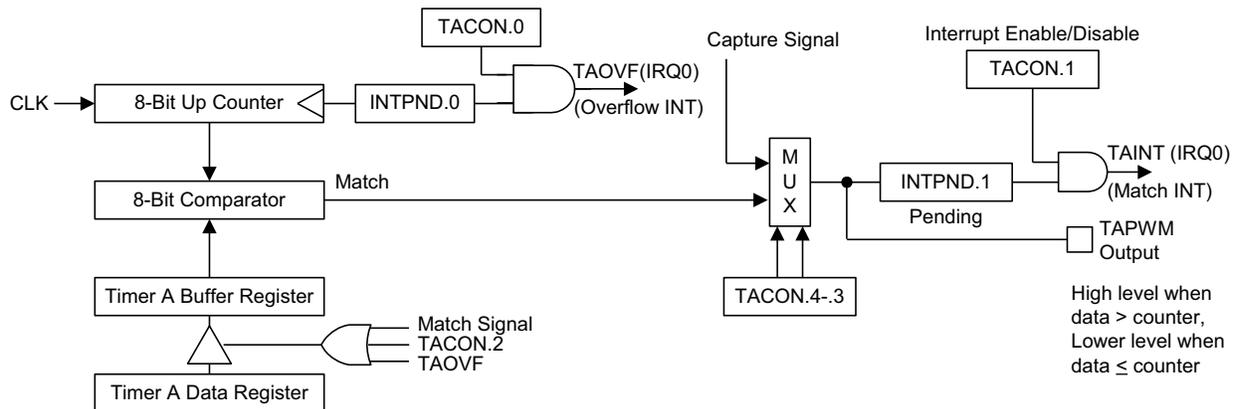 TACON.0
Capture Signal
Interrupt Enable/Disable
TACON.1
TAOVF(IRQ0)
(Overflow INT)
CLK
8-Bit Up Counter
INTPND.0
M
U
X
TAINT (IRQ0)
(Match INT)
8-Bit Comparator
Match
INTPND.1
Pending
TAPWM
Output
Timer A Buffer Register
TACON.4-.3
High level when
data > counter,
Lower level when
data ≤ counter
Match Signal
TACON.2
TAOVF
Timer A Data Register